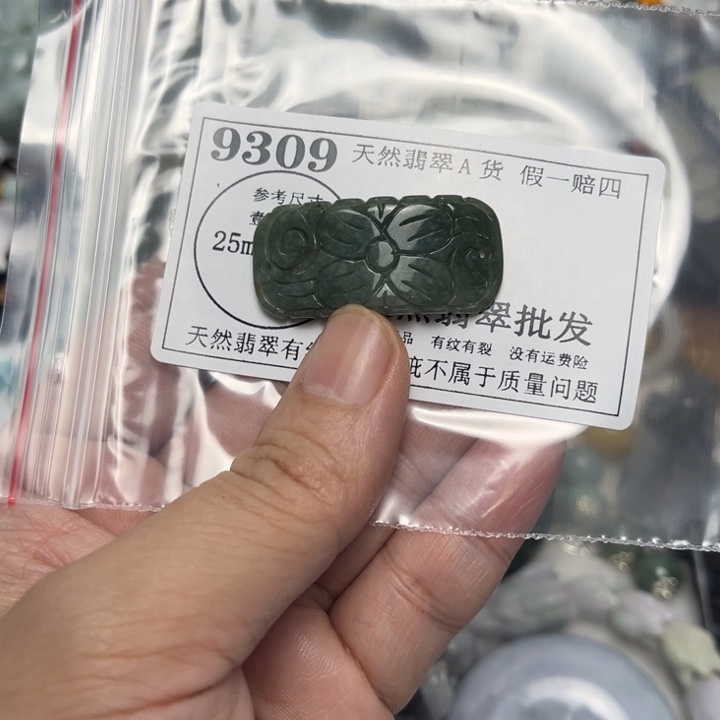 9309 天然翡翠A货 假一赔四
参考尺寸
25m
翡翠批发
品 有纹有裂 没有运费险
天然翡翠有 疵不属于质量问题